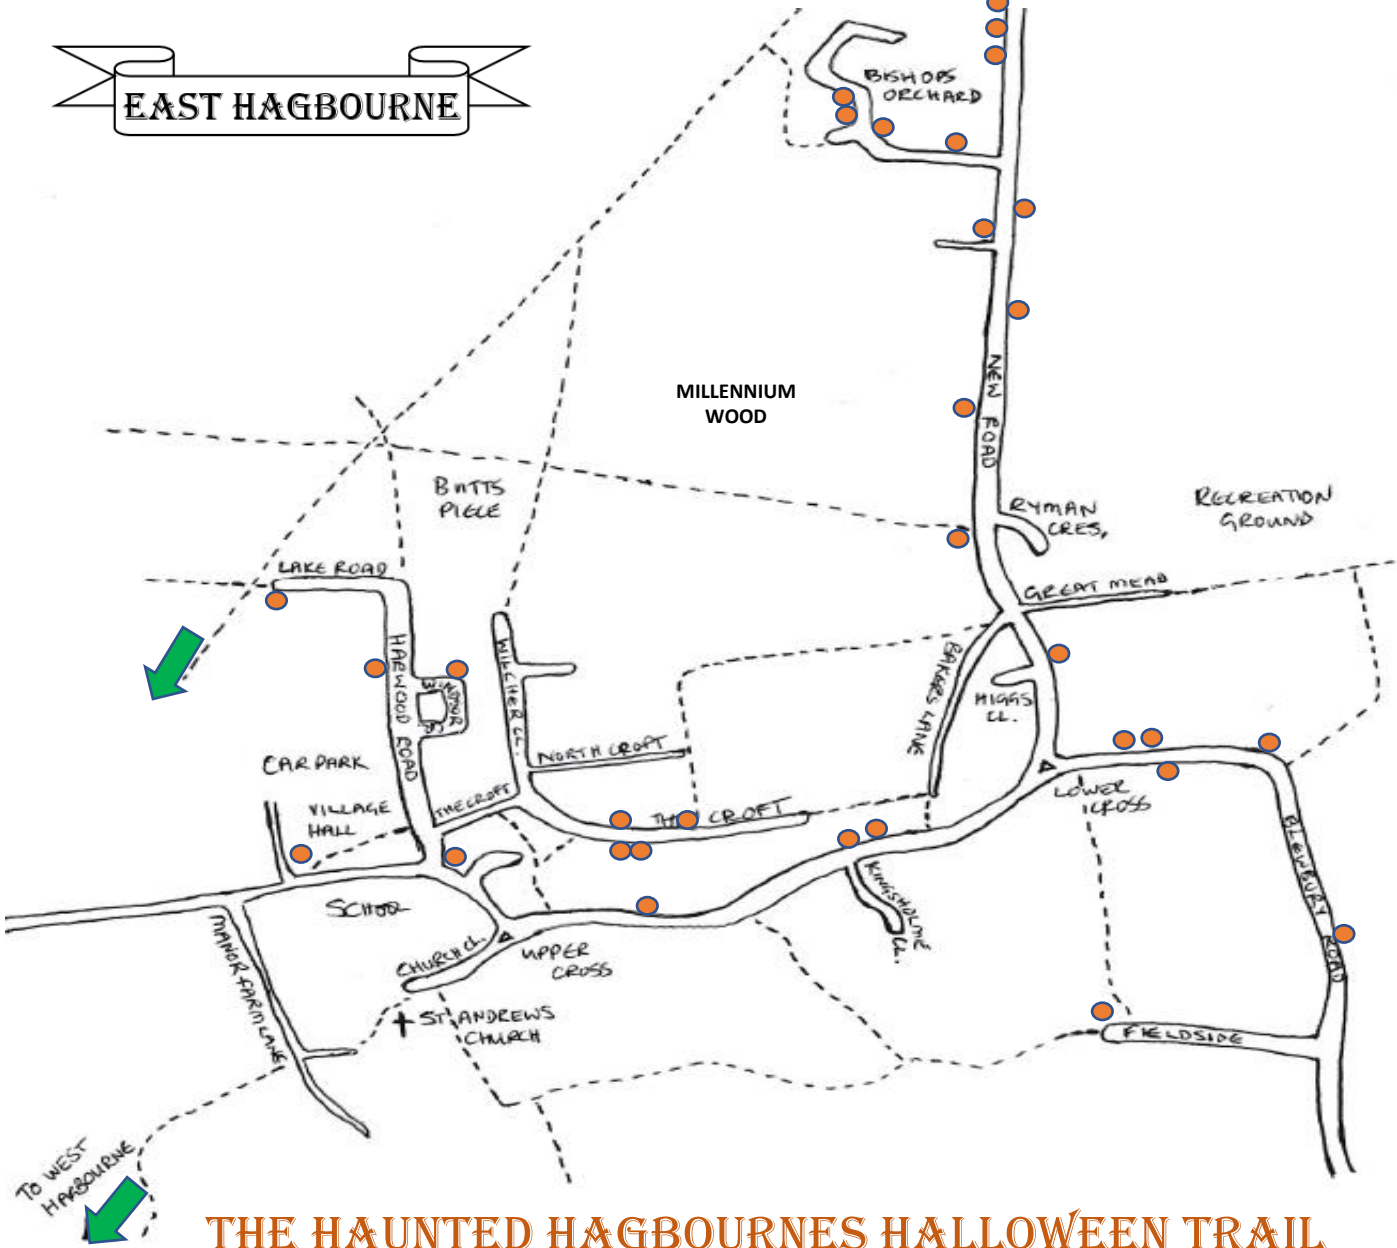 EAST HAGBOURNE
BISHOPS
ORCHARD
MILLENNIUM
WOOD
NEW ROAD
BUTTS
PIECE
RYMAN
CRES.
RECREATION
GROUND
LAKE ROAD
GREAT MEAD
HARWOOD ROAD
WINDSOR
CR.
WILCHER CL.
BAKERS LANE
HIGGS
CL.
NORTH CROFT
CAR PARK
VILLAGE
HALL
THE CROFT
THE CROFT
LOWER
CROSS
BLEWBURY ROAD
KINGSHOLME
CL.
SCHOOL
MANOR FARM LANE
CHURCH CL.
UPPER
CROSS
ST ANDREWS
CHURCH
FIELDSIDE
TO WEST
HAGBOURNE
THE HAUNTED HAGBOURNES HALLOWEEN TRAIL